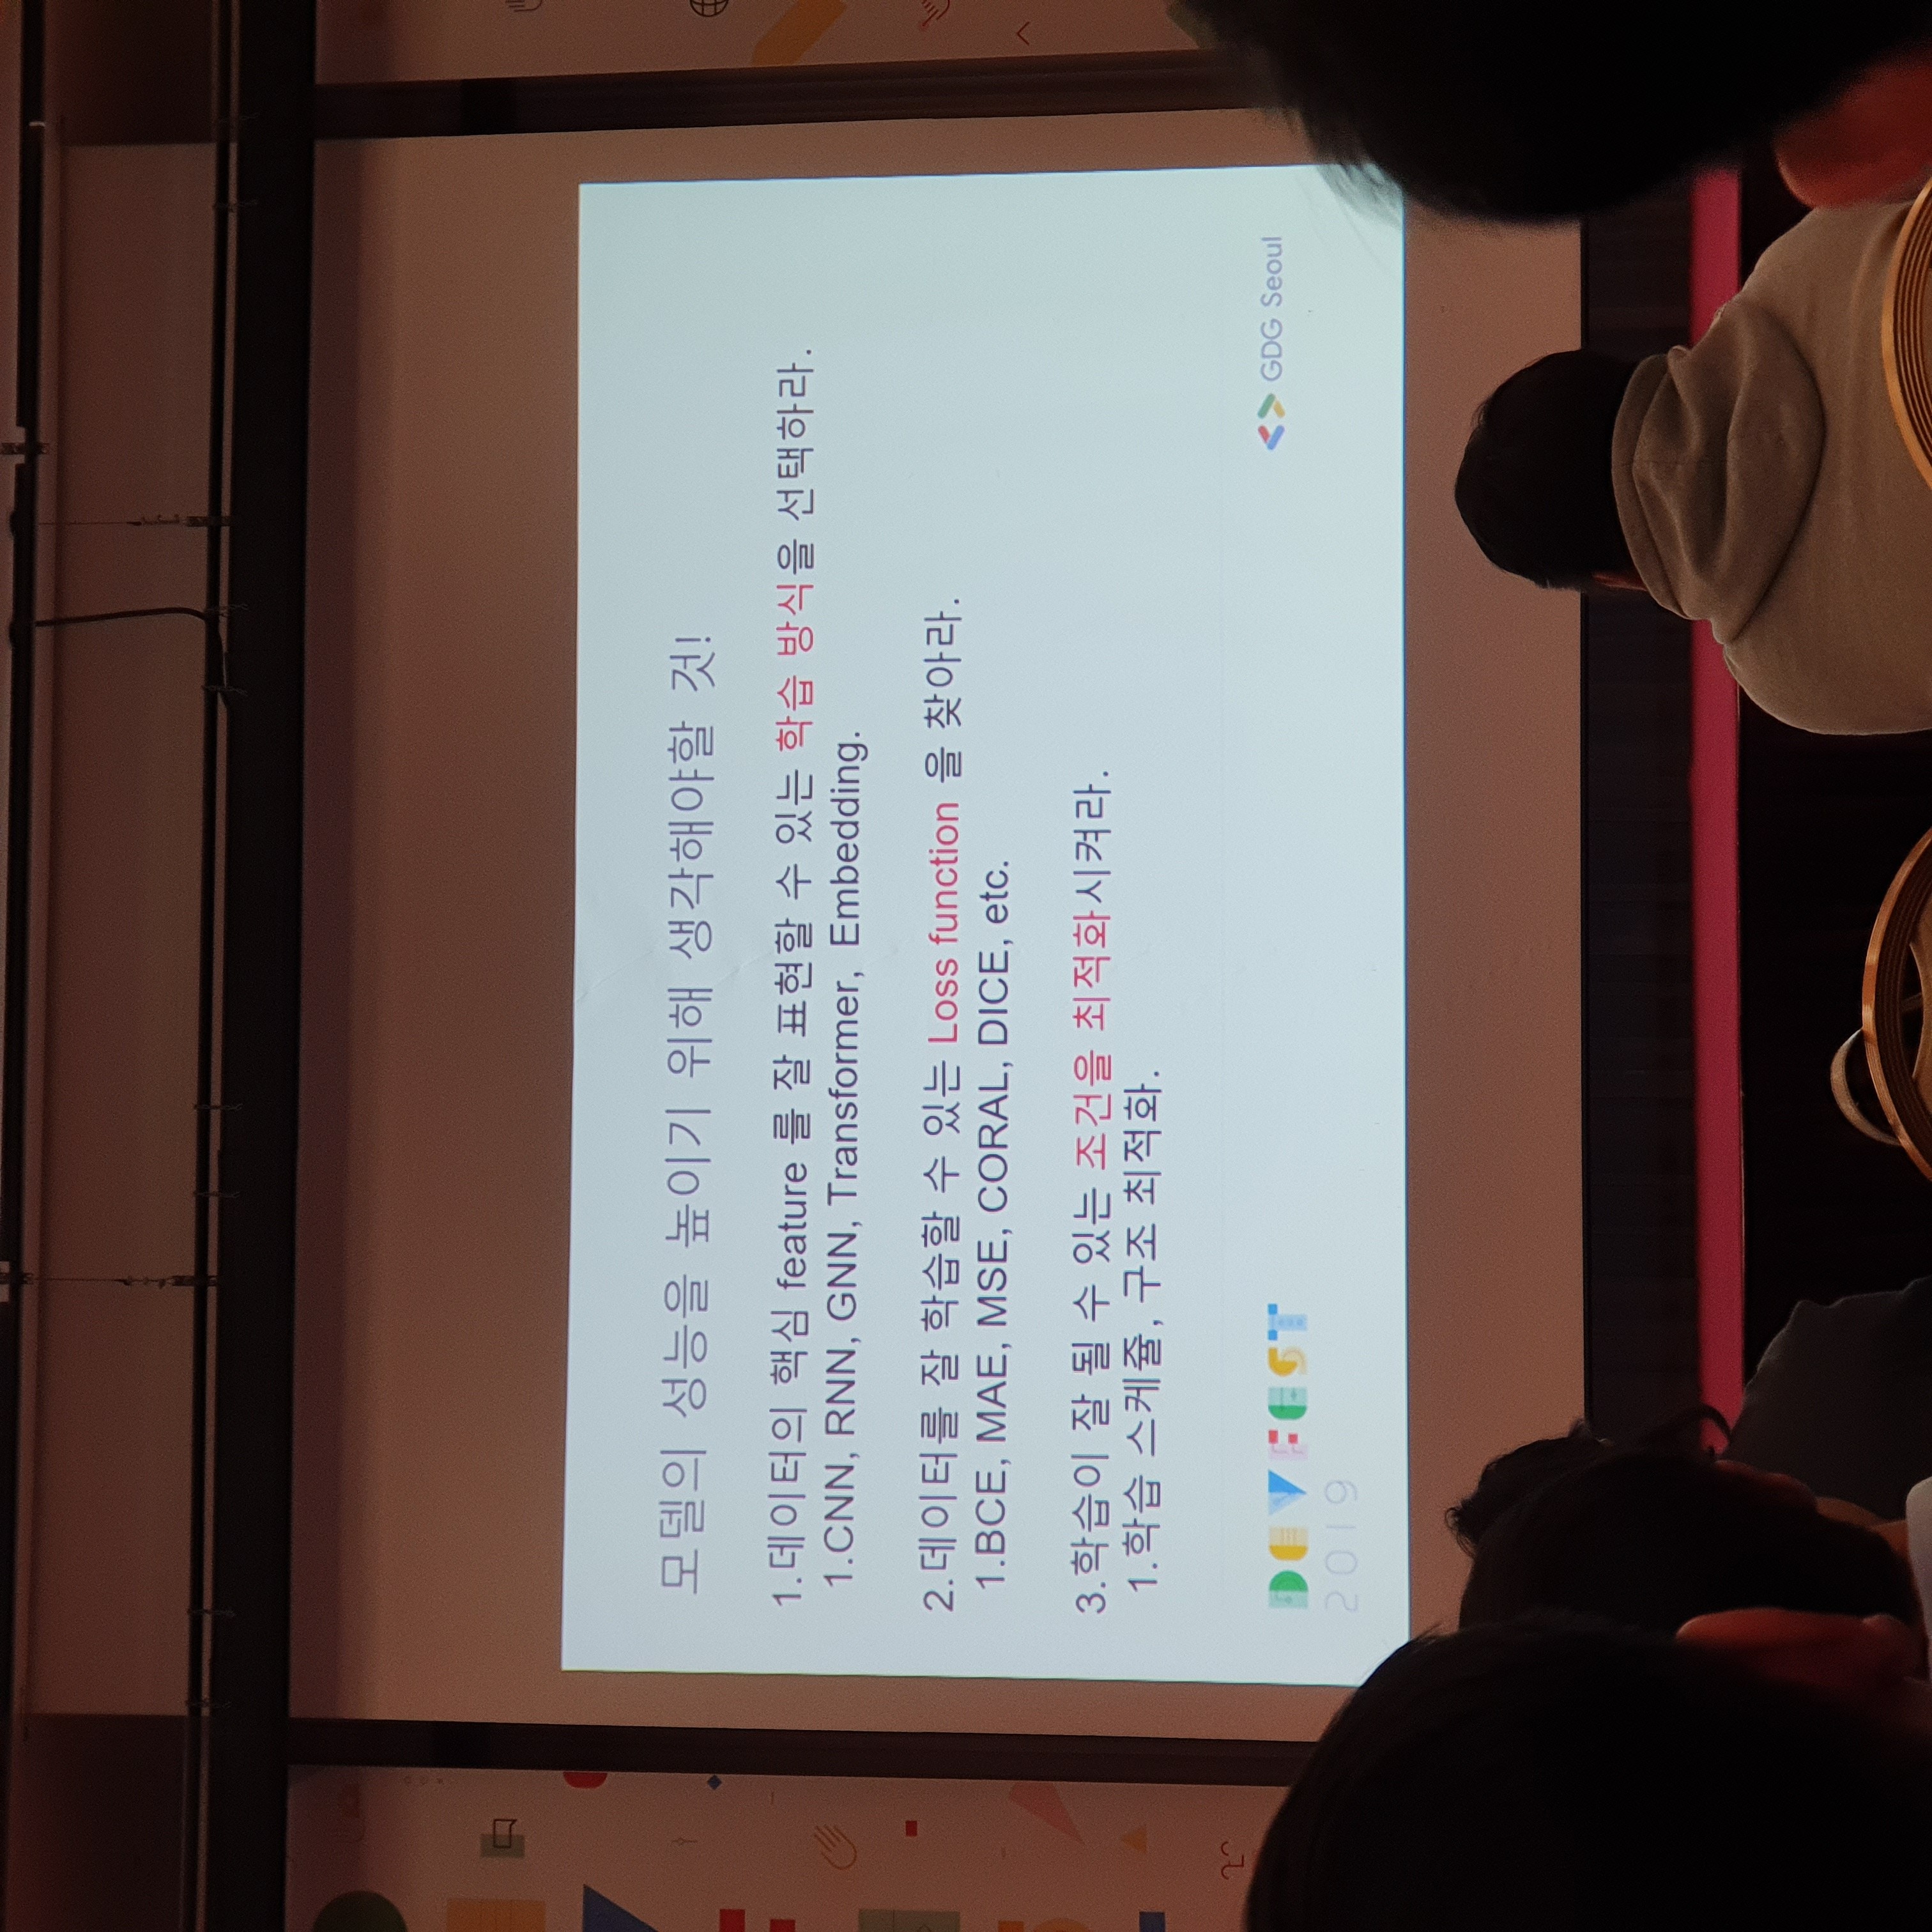 모델의 성능을 높이기 위해 생각해야할 것!
1.데이터의 핵심 feature 를 잘 표현할 수 있는 학습 방식을 선택하라.
1.CNN, RNN, GNN, Transformer, Embedding.
2.데이터를 잘 학습할 수 있는 Loss function 을 찾아라.
1.BCE, MAE, MSE, CORAL, DICE, etc.
3.학습이 잘 될 수 있는 조건을 최적화시켜라.
1.학습 스케쥴, 구조 최적화.
DEVFEST
2019
GDG Seoul